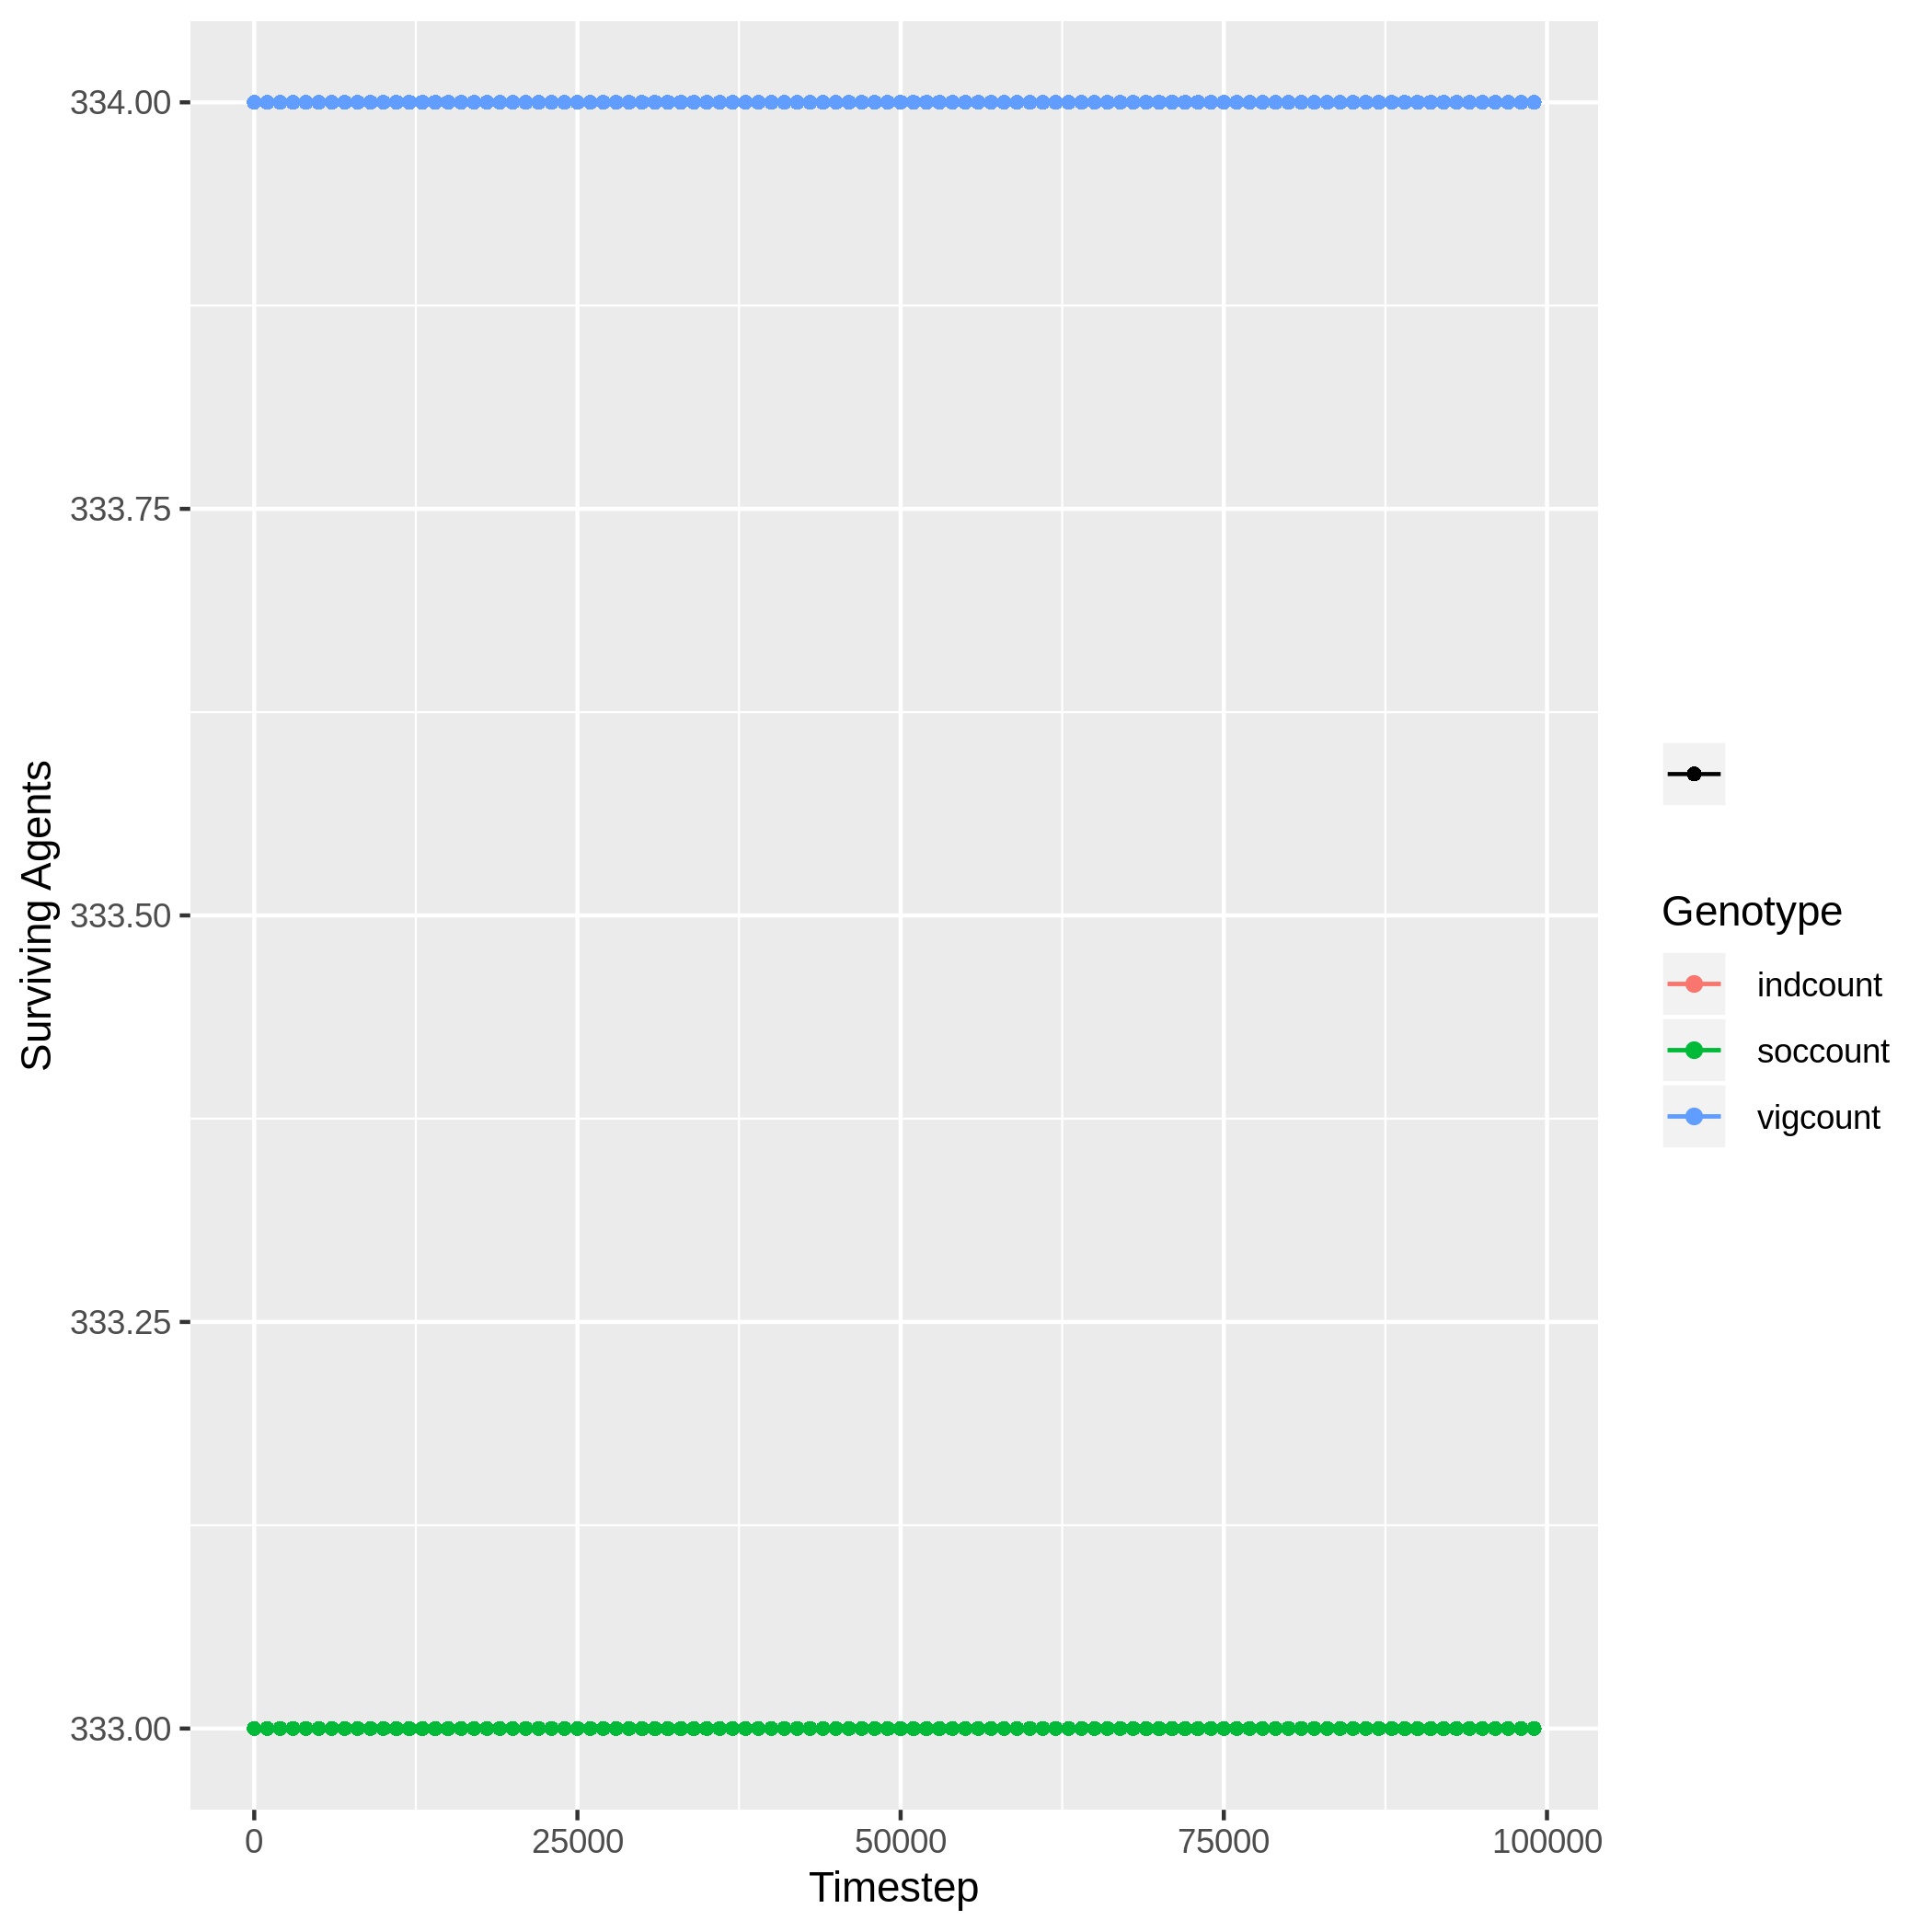 334.00
333.75
333.50
333.25
333.00
Surviving Agents
0 25000 50000 75000 100000
Timestep
Genotype
indcount
soccount
vigcount